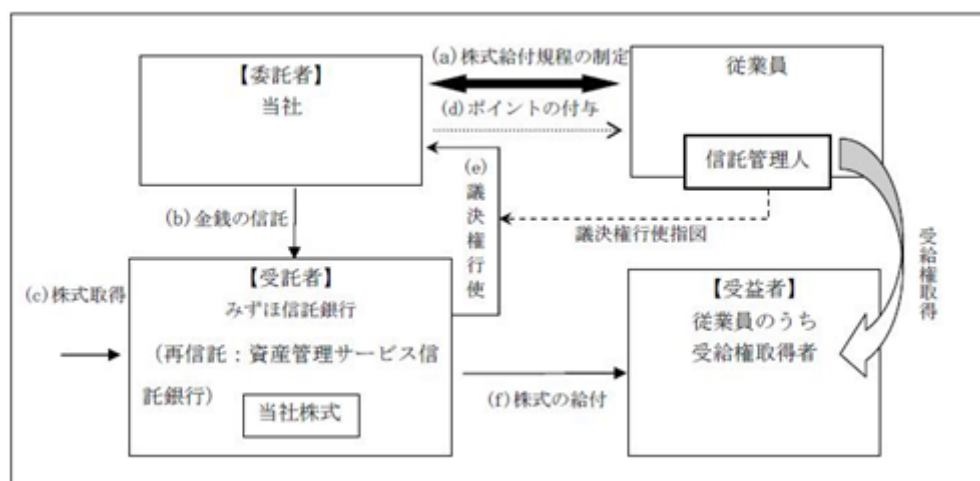 (a)株式給付規程の制定
【委託者】
当社
従業員
(d)ポイントの付与
信託管理人
(e)議決権行使
(b)金銭の信託
議決権行使指図
受給権取得
(c)株式取得
【受託者】
みずほ信託銀行
(再信託:資産管理サービス信
託銀行)
当社株式
【受益者】
従業員のうち
受給権取得者
(f)株式の給付